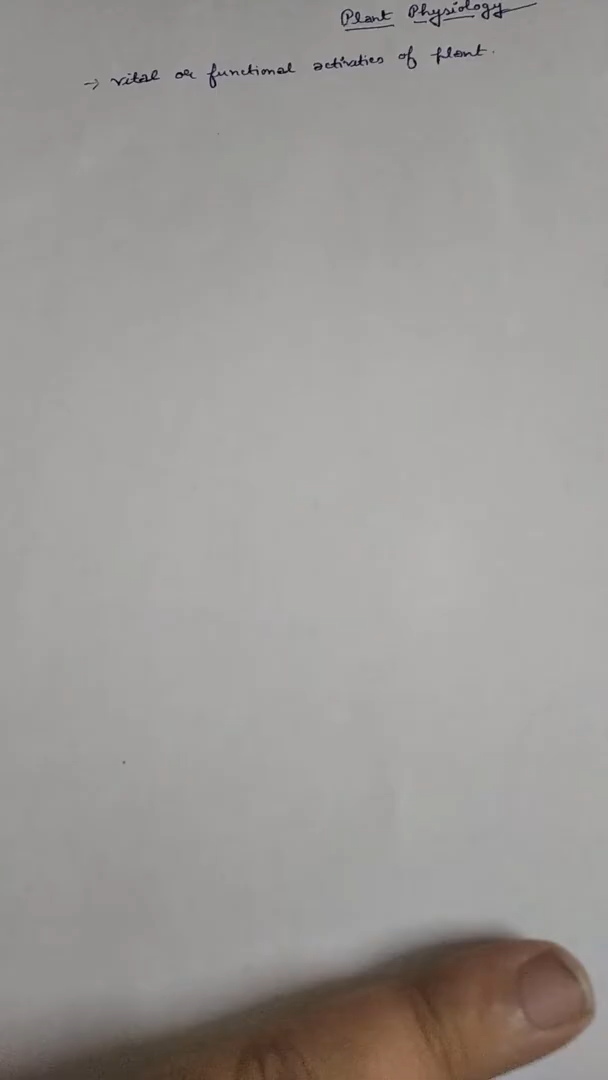 Plant Physiology
→ vital or functional activities of plant.